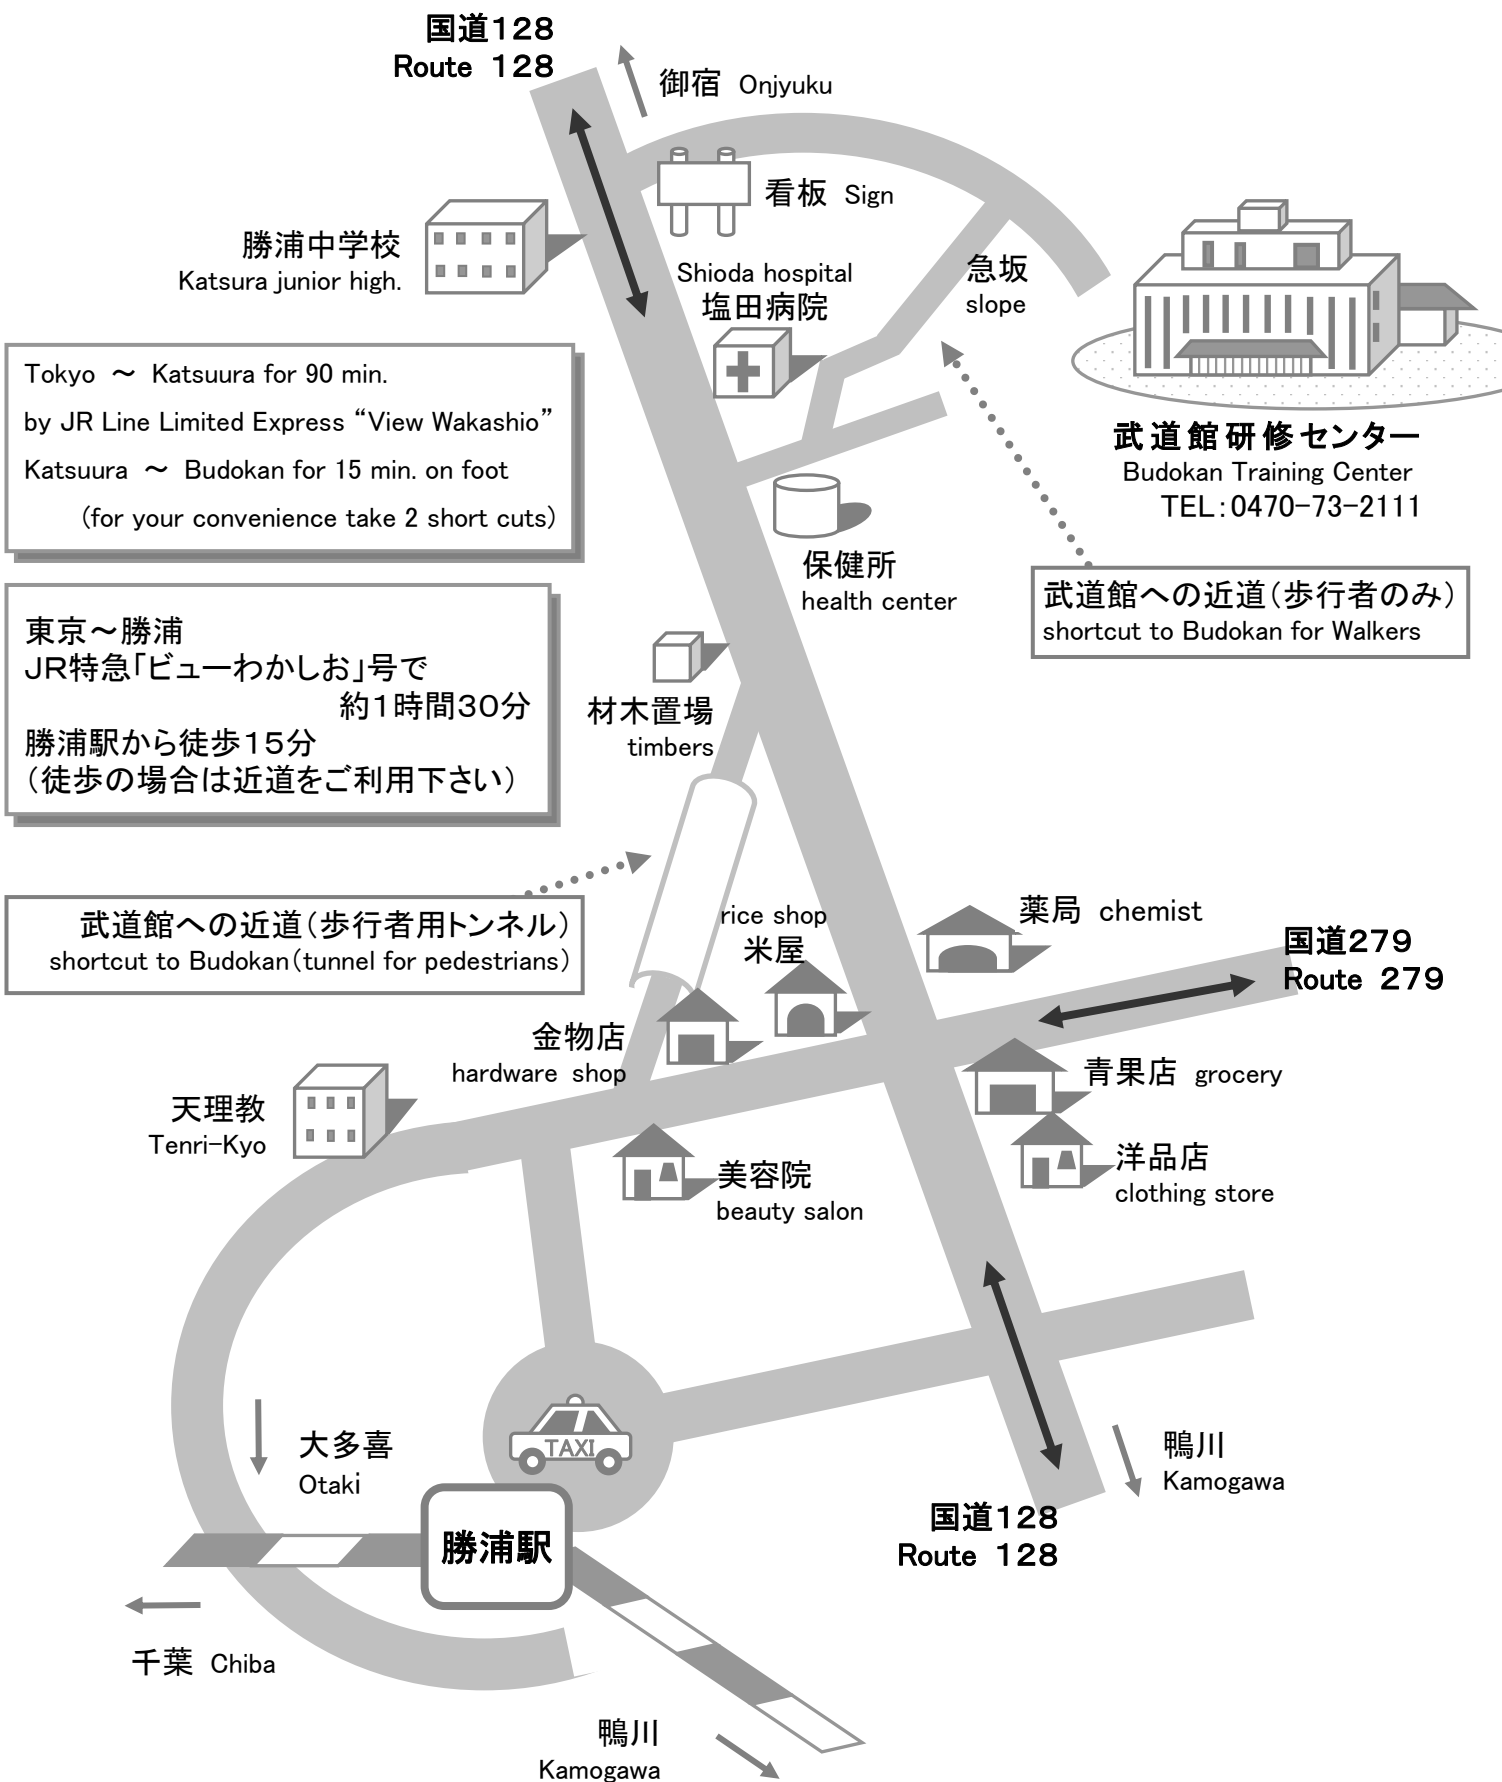 国道128
Route 128
御宿 Onjyuku
看板 Sign
勝浦中学校
Katsura junior high.
Shioda hospital
塩田病院
急坂
slope
Tokyo ～ Katsuura for 90 min.
by JR Line Limited Express “View Wakashio”
Katsuura ～ Budokan for 15 min. on foot
(for your convenience take 2 short cuts)
武道館研修センター
Budokan Training Center
TEL：0470-73-2111
保健所
health center
武道館への近道（歩行者のみ）
shortcut to Budokan for Walkers
東京～勝浦
JR特急「ビューわかしお」号で
約1時間30分
勝浦駅から徒歩15分
（徒歩の場合は近道をご利用下さい）
材木置場
timbers
武道館への近道（歩行者用トンネル）
shortcut to Budokan（tunnel for pedestrians）
rice shop
米屋
薬局 chemist
国道279
Route 279
金物店
hardware shop
青果店 grocery
天理教
Tenri-Kyo
美容院
beauty salon
洋品店
clothing store
TAXI
大多喜
Otaki
鴨川
Kamogawa
国道128
Route 128
勝浦駅
千葉 Chiba
鴨川
Kamogawa